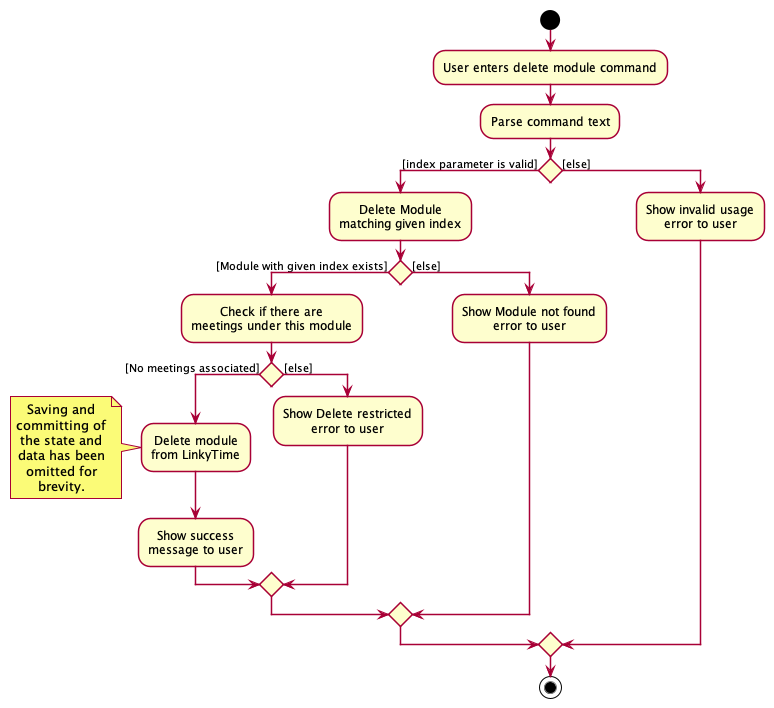 User enters delete module command
Parse command text
[index parameter is valid]
[else]
Delete Module
matching given index
Show invalid usage
error to user
[Module with given index exists]
[else]
Check if there are
meetings under this module
Show Module not found
error to user
[No meetings associated]
[else]
Saving and
committing of
the state and
data has been
omitted for
brevity.
Delete module
from LinkyTime
Show Delete restricted
error to user
Show success
message to user